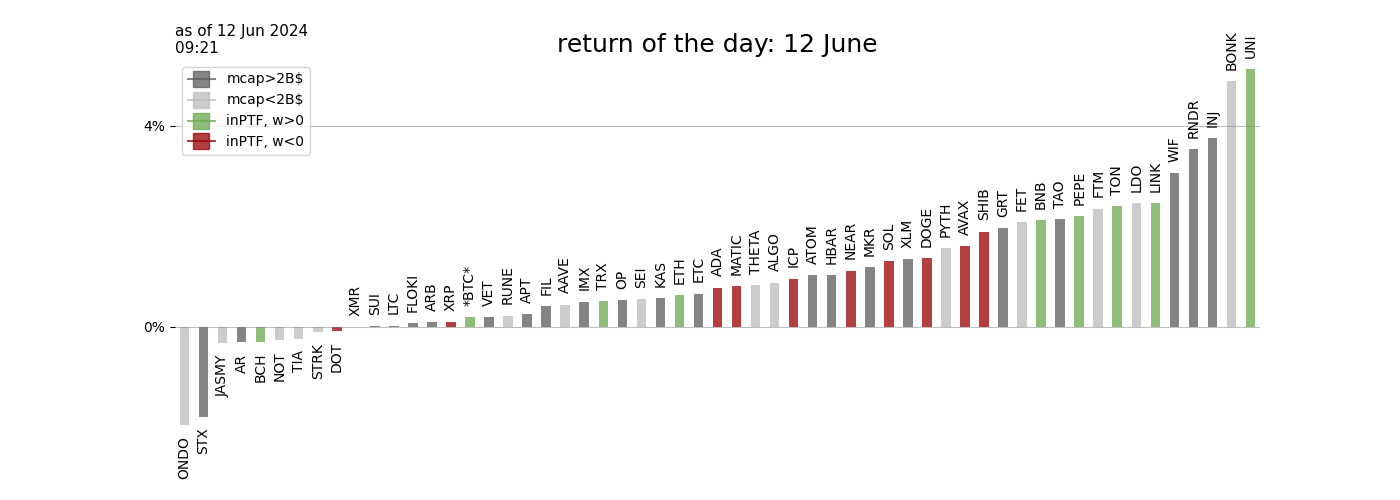 as of 12 Jun 2024
09:21
return of the day: 12 June
mcap>2B$
mcap<2B$
inPTF, w>0
inPTF, w<0
4%
0%
ONDO
STX
JASMY
AR
BCH
NOT
TIA
STRK
DOT
XMR
SUI
LTC
FLOKI
ARB
XRP
*BTC*
VET
RUNE
APT
FIL
AAVE
IMX
TRX
OP
SEI
KAS
ETH
ETC
ADA
MATIC
THETA
ALGO
ICP
ATOM
HBAR
NEAR
MKR
SOL
XLM
DOGE
PYTH
AVAX
SHIB
GRT
FET
BNB
TAO
PEPE
FTM
TON
LDO
LINK
WIF
RNDR
INJ
BONK
UNI